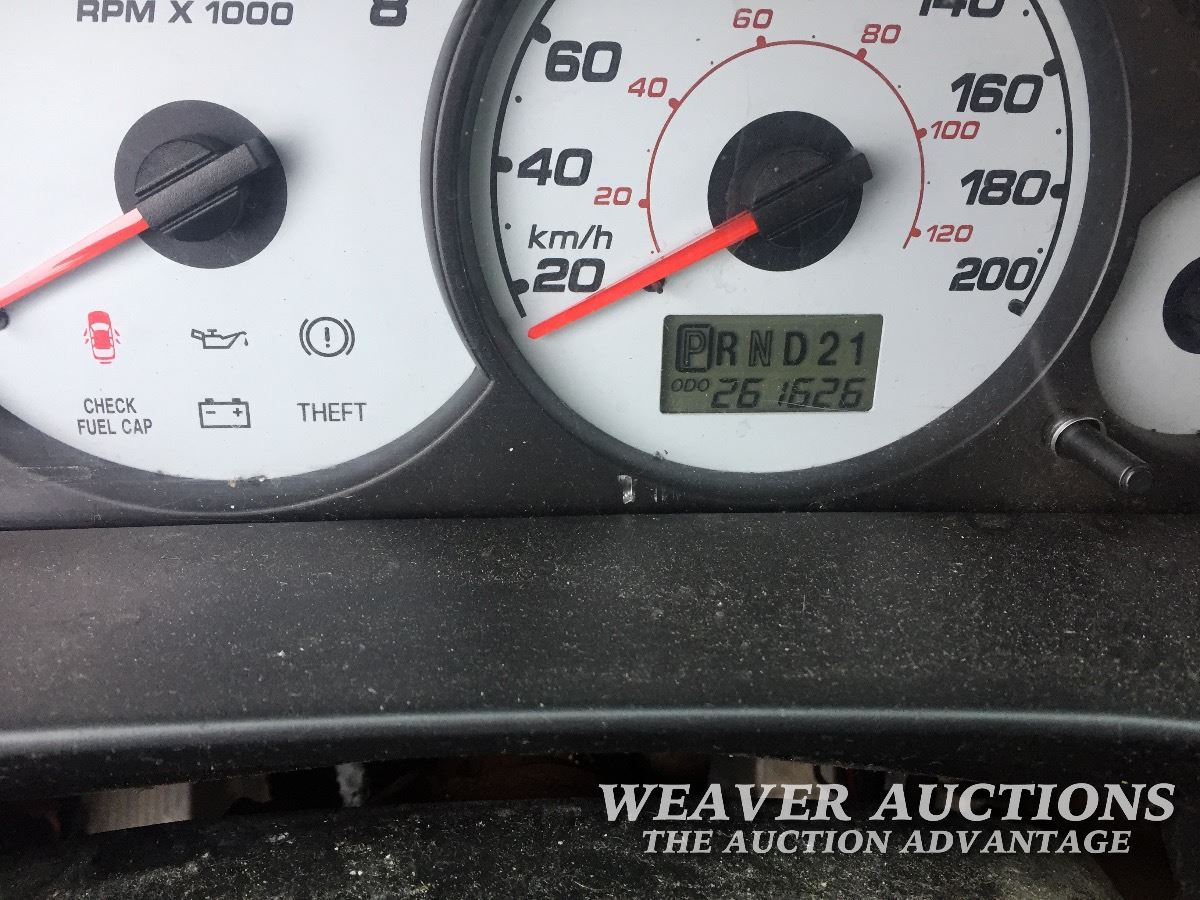 RPM X 1000
8
CHECK
FUEL CAP
THEFT
20
40
60
140
160
180
200
km/h
20
40
60
80
100
120
PRND21
ODO 261626
WEAVER AUCTIONS
THE AUCTION ADVANTAGE